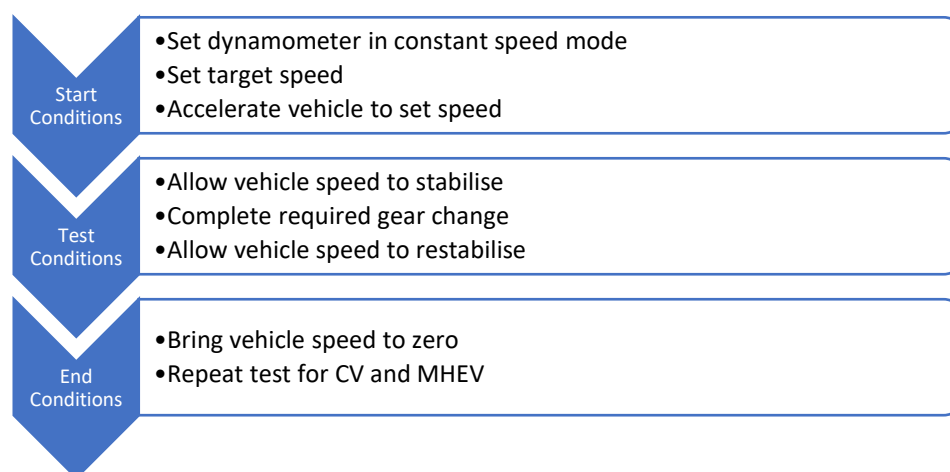 Start
Conditions
•Set dynamometer in constant speed mode
•Set target speed
•Accelerate vehicle to set speed
Test
Conditions
•Allow vehicle speed to stabilise
•Complete required gear change
•Allow vehicle speed to restabilise
End
Conditions
•Bring vehicle speed to zero
•Repeat test for CV and MHEV